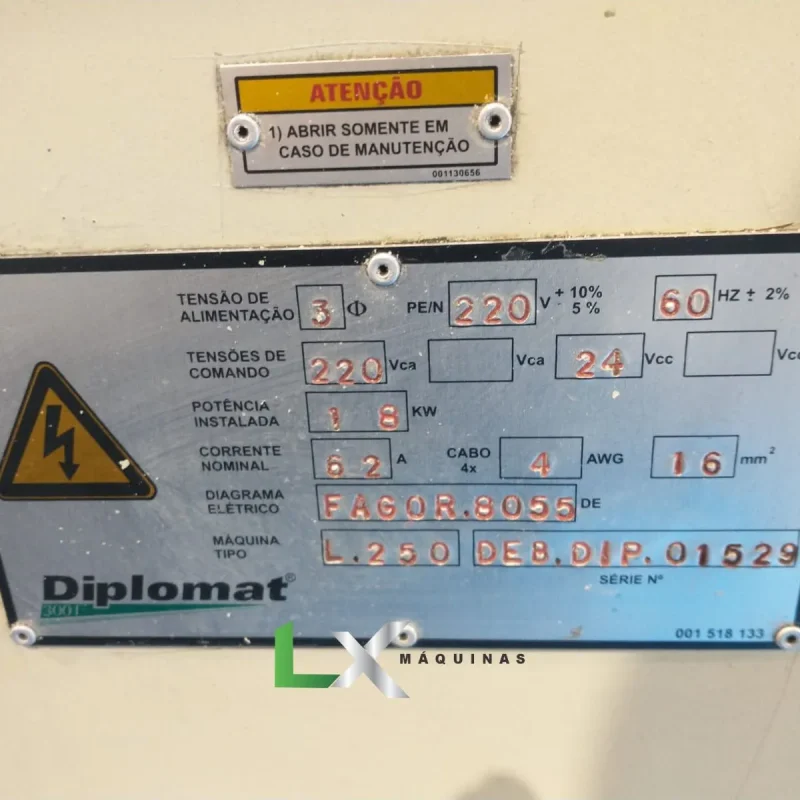 ATENÇÃO
1) ABRIR SOMENTE EM
CASO DE MANUTENÇÃO
001130656
TENSÃO DE
ALIMENTAÇÃO 3 Φ PE/N 220 V + 10% - 5 % 60 HZ ± 2%
TENSÕES DE
COMANDO 220 Vca Vca 24 Vcc Vcc
POTÊNCIA
INSTALADA 18 KW
CORRENTE
NOMINAL 62 A CABO 4x 4 AWG 16 mm²
DIAGRAMA
ELÉTRICO FAGOR.8055 DE
MÁQUINA
TIPO L.250 DEB.DIP.01529
SÉRIE Nº
Diplomat®
3001
001 518 133
LX MÁQUINAS